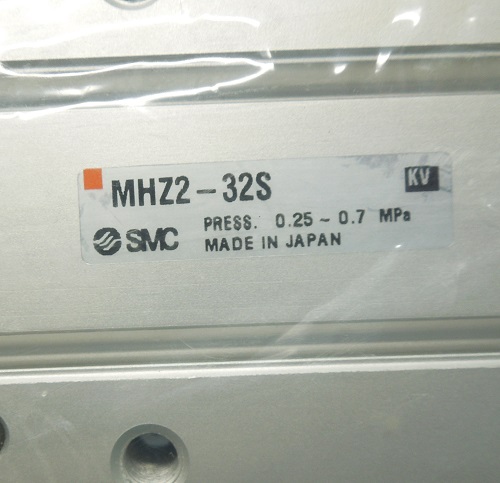 MHZ2-32S KV
SMC PRESS. 0.25~0.7 MPa
MADE IN JAPAN